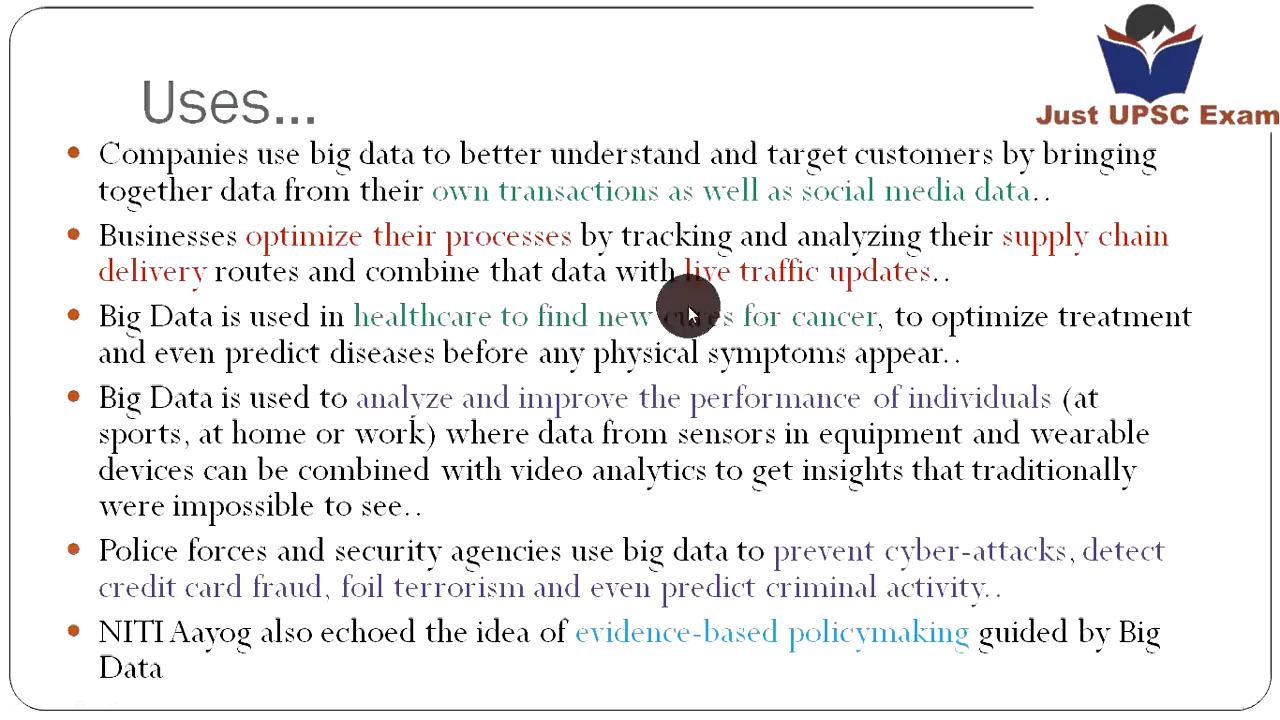 Just UPSC Exam
Uses...
Companies use big data to better understand and target customers by bringing
together data from their own transactions as well as social media data..
Businesses optimize their processes by tracking and analyzing their supply chain
delivery routes and combine that data with live traffic updates..
Big Data is used in healthcare to find new cures for cancer, to optimize treatment
and even predict diseases before any physical symptoms appear..
Big Data is used to analyze and improve the performance of individuals (at
sports, at home or work) where data from sensors in equipment and wearable
devices can be combined with video analytics to get insights that traditionally
were impossible to see..
Police forces and security agencies use big data to prevent cyber-attacks, detect
credit card fraud, foil terrorism and even predict criminal activity..
NITI Aayog also echoed the idea of evidence-based policymaking guided by Big
Data